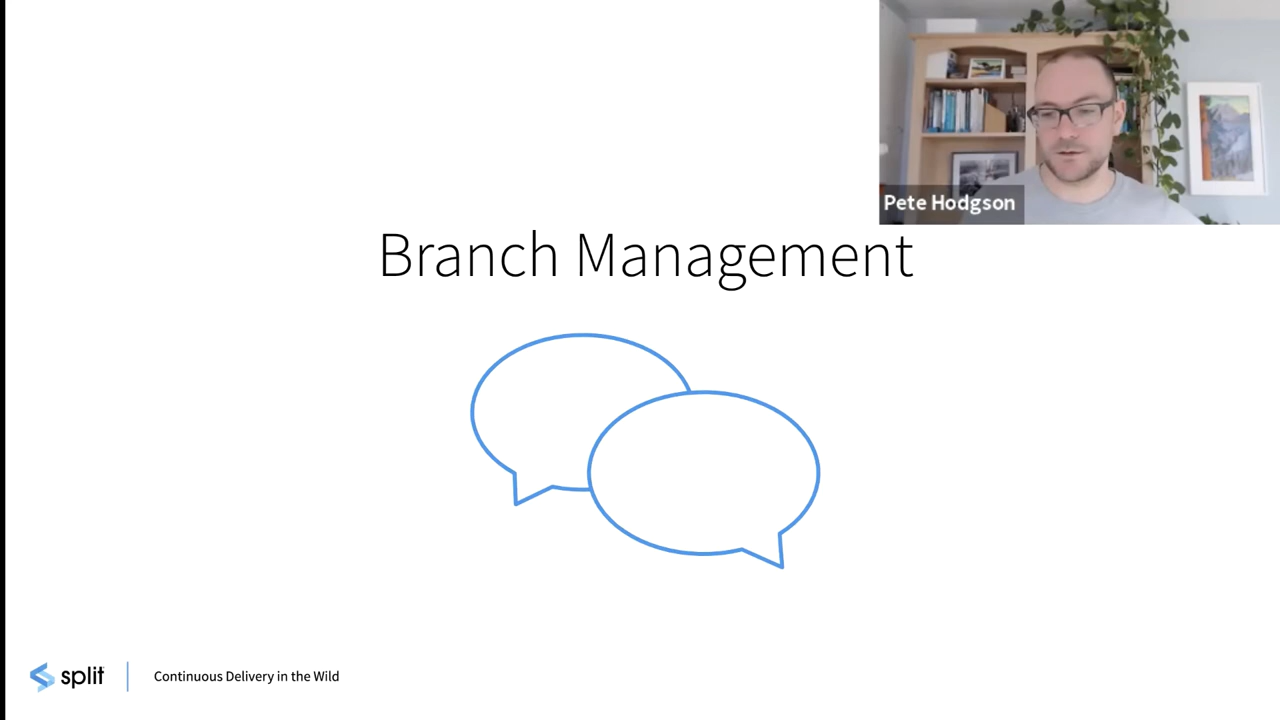 Pete Hodgson
Branch Management
split
Continuous Delivery in the Wild